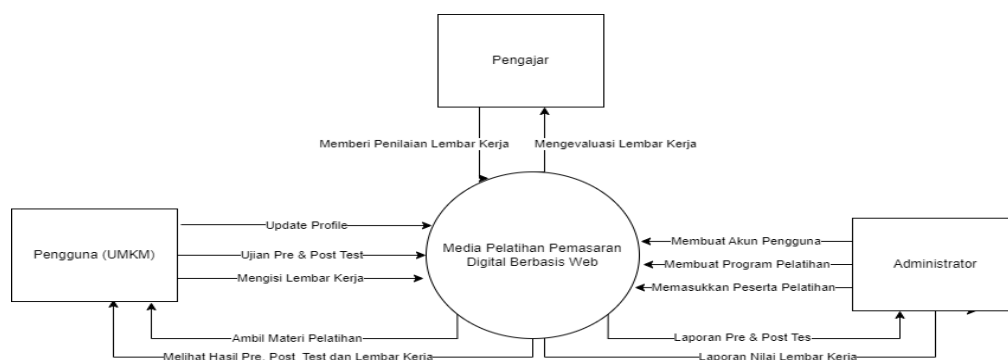 Pengajar
Memberi Penilaian Lembar Kerja
Mengevaluasi Lembar Kerja
Pengguna (UMKM)
Update Profile
Ujian Pre & Post Test
Mengisi Lembar Kerja
Media Pelatihan Pemasaran
Digital Berbasis Web
Membuat Akun Pengguna
Membuat Program Pelatihan
Memasukkan Peserta Pelatihan
Administrator
Ambil Materi Pelatihan
Melihat Hasil Pre, Post Test dan Lembar Kerja
Laporan Pre & Post Tes
Laporan Nilai Lembar Kerja